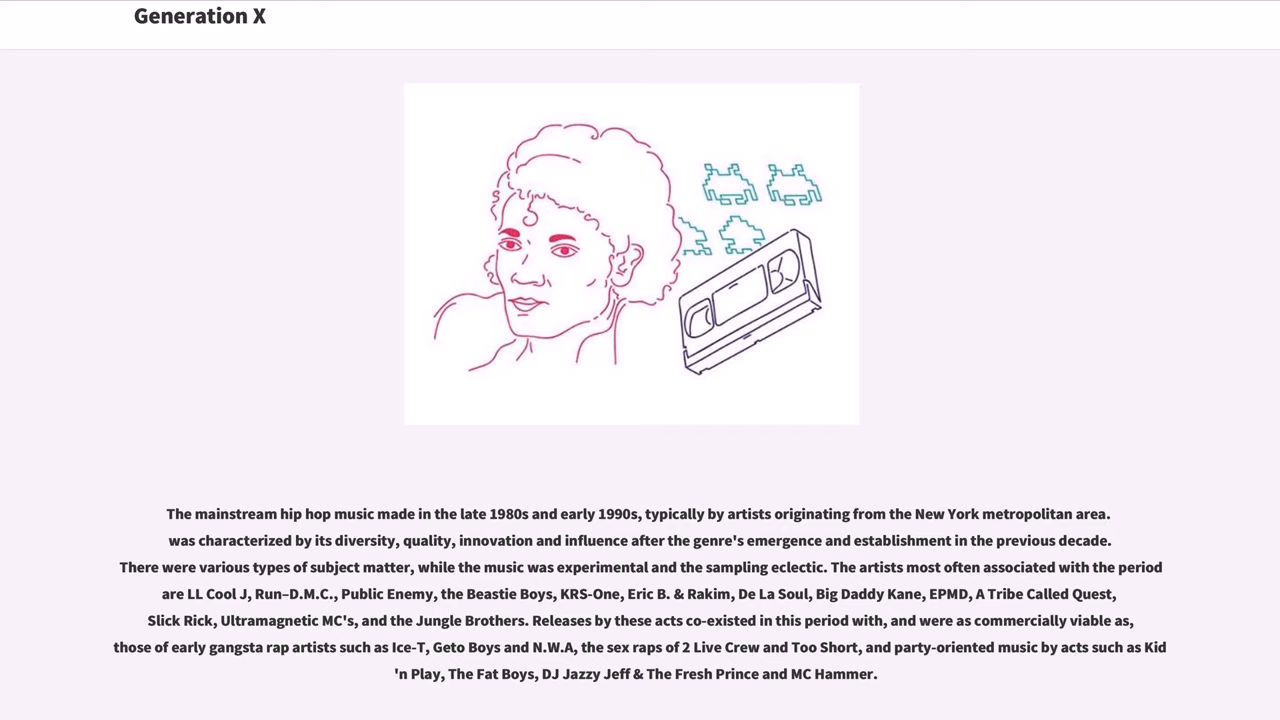 Generation X
The mainstream hip hop music made in the late 1980s and early 1990s, typically by artists originating from the New York metropolitan area.
was characterized by its diversity, quality, innovation and influence after the genre's emergence and establishment in the previous decade.
There were various types of subject matter, while the music was experimental and the sampling eclectic. The artists most often associated with the period
are LL Cool J, Run–D.M.C., Public Enemy, the Beastie Boys, KRS-One, Eric B. & Rakim, De La Soul, Big Daddy Kane, EPMD, A Tribe Called Quest,
Slick Rick, Ultramagnetic MC's, and the Jungle Brothers. Releases by these acts co-existed in this period with, and were as commercially viable as,
those of early gangsta rap artists such as Ice-T, Geto Boys and N.W.A, the sex raps of 2 Live Crew and Too Short, and party-oriented music by acts such as Kid
'n Play, The Fat Boys, DJ Jazzy Jeff & The Fresh Prince and MC Hammer.